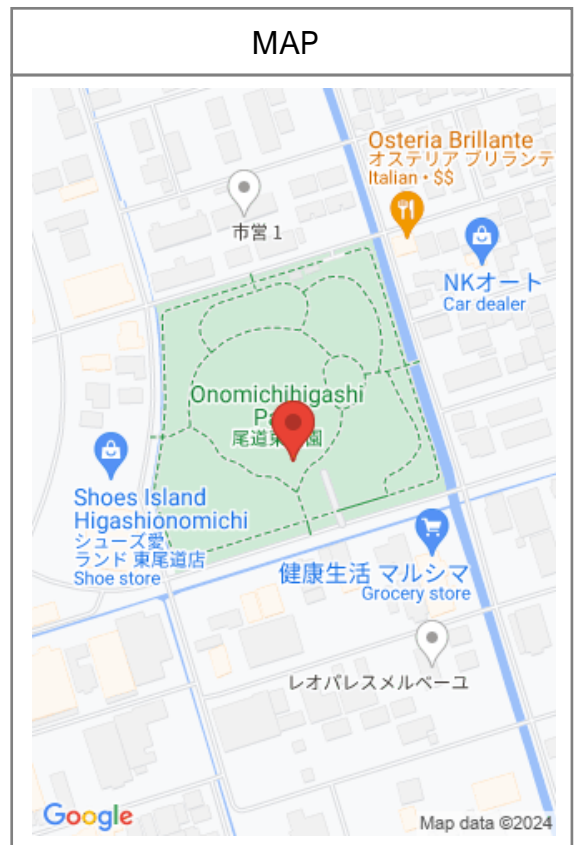 MAP
Osteria Brillante
オステリア ブリランテ
Italian • $$
市営 1
NKオート
Car dealer
Onomichihigashi
Pa
尾道東 園
Shoes Island
Higashionomichi
シューズ愛
ランド 東尾道店
Shoe store
健康生活 マルシマ
Grocery store
レオパレスメルベーユ
Google
Map data ©2024